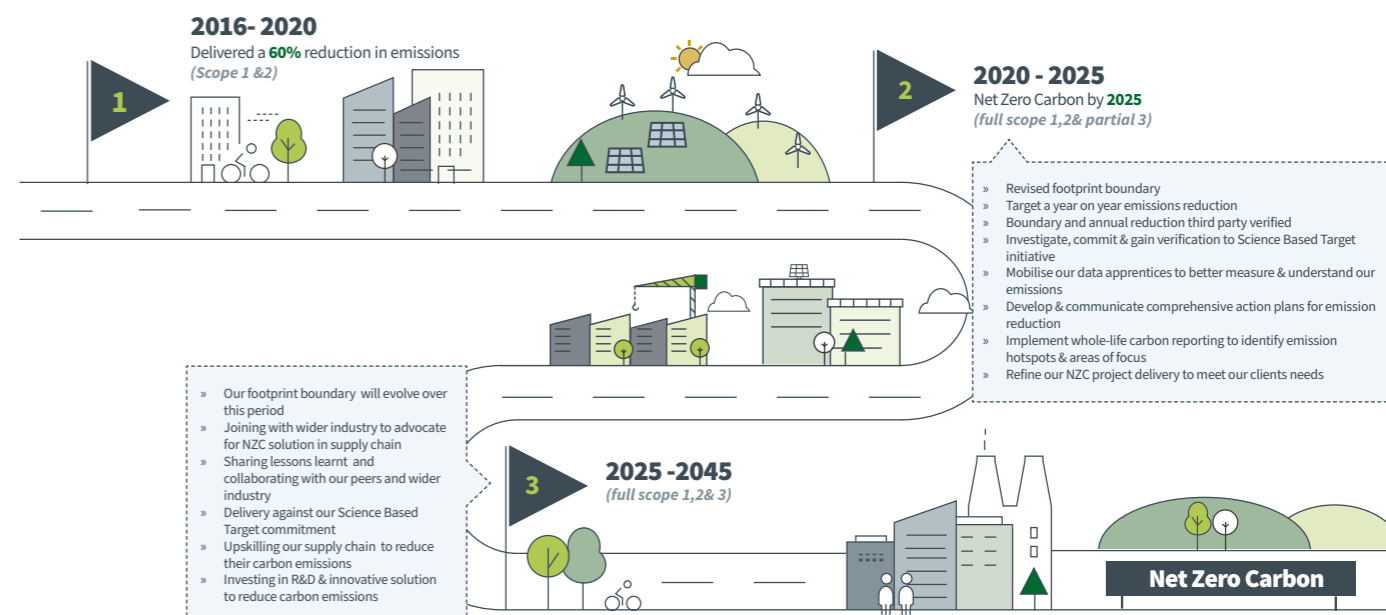 2016- 2020
Delivered a 60% reduction in emissions
(Scope 1 &2)
1
2
2020 - 2025
Net Zero Carbon by 2025
(full scope 1,2& partial 3)
» Revised footprint boundary
» Target a year on year emissions reduction
» Boundary and annual reduction third party verified
» Investigate, commit & gain verification to Science Based Target
initiative
» Mobilise our data apprentices to better measure & understand our
emissions
» Develop & communicate comprehensive action plans for emission
reduction
» Implement whole-life carbon reporting to identify emission
hotspots & areas of focus
» Refine our NZC project delivery to meet our clients needs
» Our footprint boundary will evolve over
this period
» Joining with wider industry to advocate
for NZC solution in supply chain
» Sharing lessons learnt and
collaborating with our peers and wider
industry
» Delivery against our Science Based
Target commitment
» Upskilling our supply chain to reduce
their carbon emissions
» Investing in R&D & innovative solution
to reduce carbon emissions
3
2025 -2045
(full scope 1,2& 3)
Net Zero Carbon